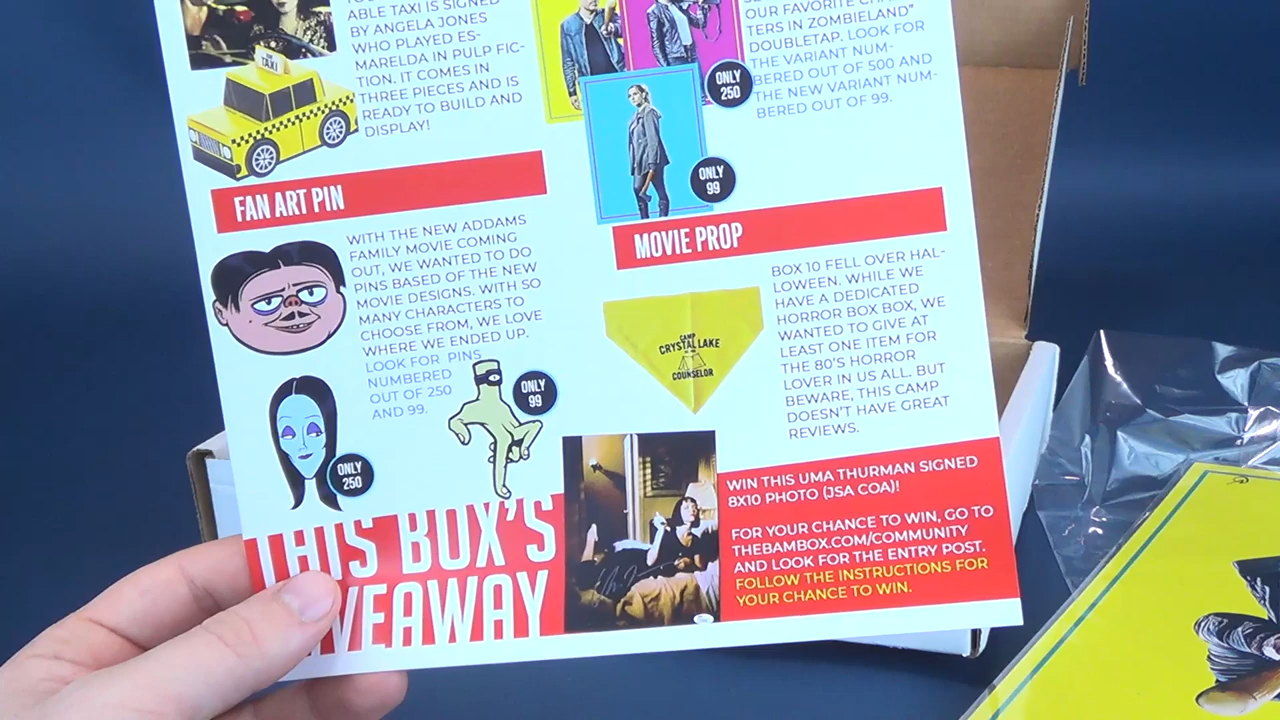 ABLE TAXI IS SIGNED
BY ANGELA JONES
WHO PLAYED ES-
MARELDA IN PULP FIC-
TION. IT COMES IN
THREE PIECES AND IS
READY TO BUILD AND
DISPLAY!
TAXI
OUR FAVORITE CHA
TERS IN ZOMBIELAND"
DOUBLETAP. LOOK FOR
THE VARIANT NUM-
BERED OUT OF 500 AND
THE NEW VARIANT NUM-
BERED OUT OF 99.
ONLY
250
ONLY
99
FAN ART PIN
WITH THE NEW ADDAMS
FAMILY MOVIE COMING
OUT, WE WANTED TO DO
PINS BASED OF THE NEW
MOVIE DESIGNS. WITH SO
MANY CHARACTERS TO
CHOOSE FROM, WE LOVE
WHERE WE ENDED UP.
LOOK FOR PINS
NUMBERED
OUT OF 250
AND 99.
ONLY
99
ONLY
250
MOVIE PROP
CAMP
CRYSTAL LAKE
COUNSELOR
BOX 10 FELL OVER HAL-
LOWEEN. WHILE WE
HAVE A DEDICATED
HORROR BOX BOX, WE
WANTED TO GIVE AT
LEAST ONE ITEM FOR
THE 80'S HORROR
LOVER IN US ALL. BUT
BEWARE, THIS CAMP
DOESN'T HAVE GREAT
REVIEWS.
THIS BOX'S
IVEAWAY
WIN THIS UMA THURMAN SIGNED
8X10 PHOTO (JSA COA)!
FOR YOUR CHANCE TO WIN, GO TO
THEBAMBOX.COM/COMMUNITY
AND LOOK FOR THE ENTRY POST.
FOLLOW THE INSTRUCTIONS FOR
YOUR CHANCE TO WIN.